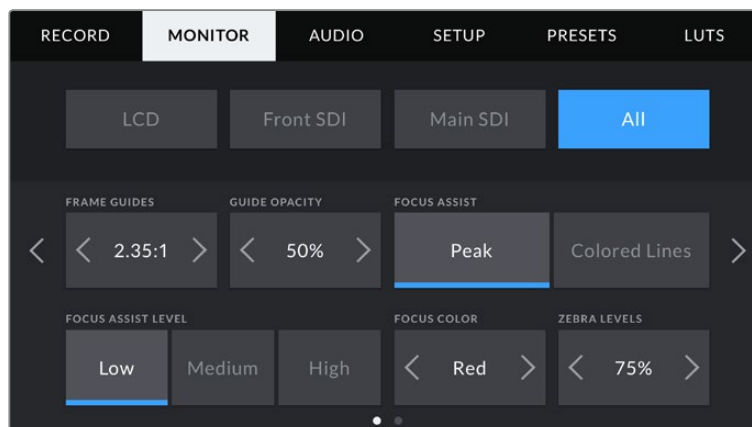 RECORD MONITOR AUDIO SETUP PRESETS LUTS
LCD Front SDI Main SDI All
FRAME GUIDES GUIDE OPACITY FOCUS ASSIST
2.35:1 50% Peak Colored Lines
FOCUS ASSIST LEVEL FOCUS COLOR ZEBRA LEVELS
Low Medium High Red 75%